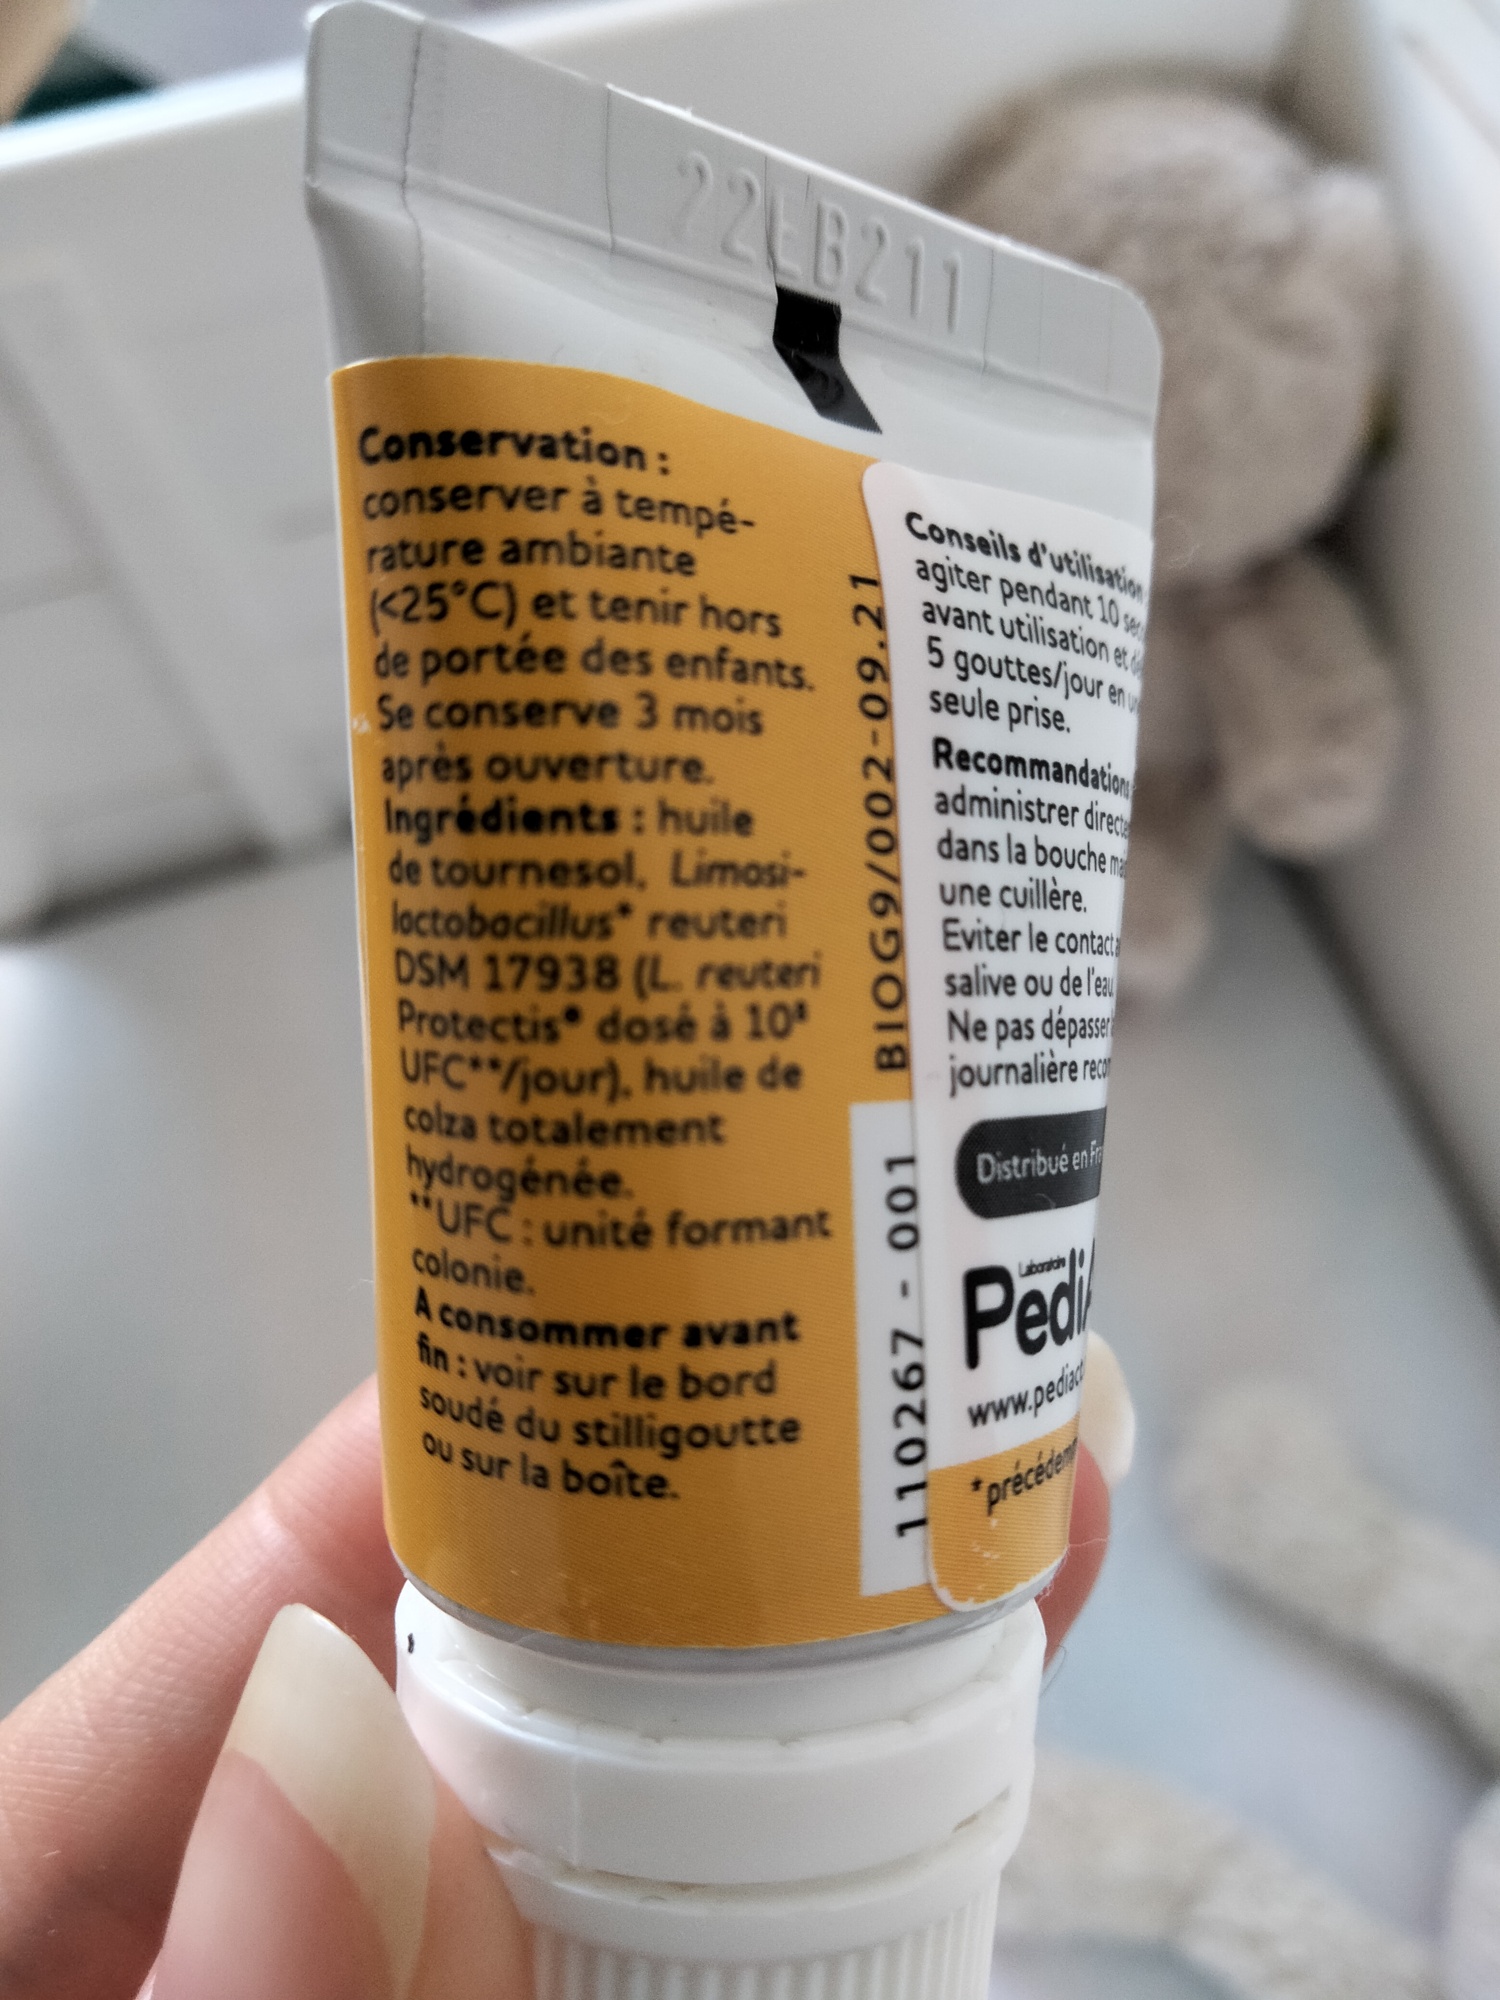 22EB211
Conservation :
conserver à tempé-
rature ambiante
(<25°C) et tenir hors
de portée des enfants.
Se conserve 3 mois
après ouverture.
Ingrédients : huile
de tournesol, Limosi-
lactobacillus* reuteri
DSM 17938 (L. reuteri
Protectis® dosé à 10⁸
UFC**/jour), huile de
colza totalement
hydrogénée.
**UFC : unité formant
colonie.
A consommer avant
fin : voir sur le bord
soudé du stilligoutte
ou sur la boîte.
BIOG9/002-09.21
110267 - 001
Conseils d'utilisation
agiter pendant 10
avant utilisation et
5 gouttes/jour en
seule prise.
Recommandations
administrer
dans la bouche
une cuillère.
Eviter le contact
salive ou de l'eau
Ne pas dépasser
journalière
Distribué en
Laboratoire
Pedi
www.pediac